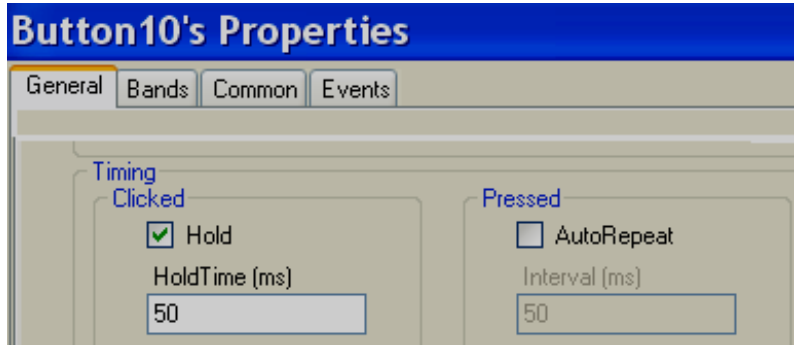 Button10's Properties
General Bands Common Events
Timing
Clicked Pressed
Hold AutoRepeat
HoldTime (ms) Interval (ms)
50 50